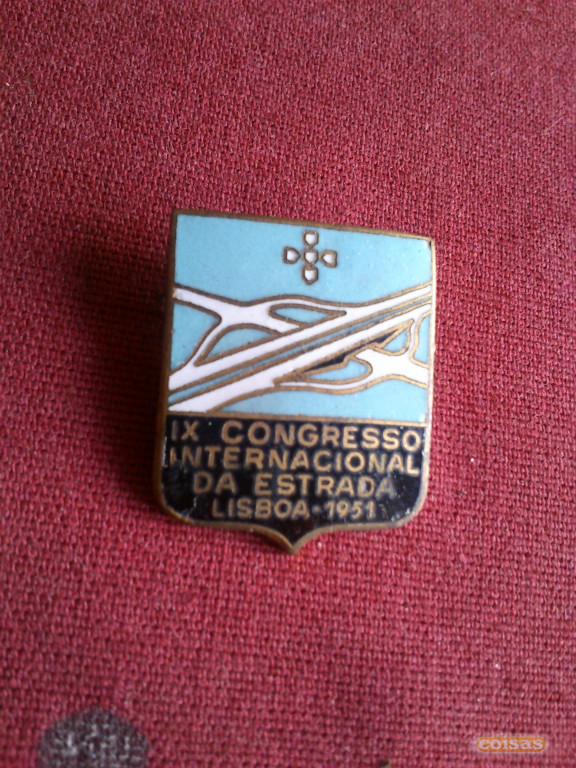 IX CONGRESSO
INTERNACIONAL
DA ESTRADA
LISBOA · 1951
coisas